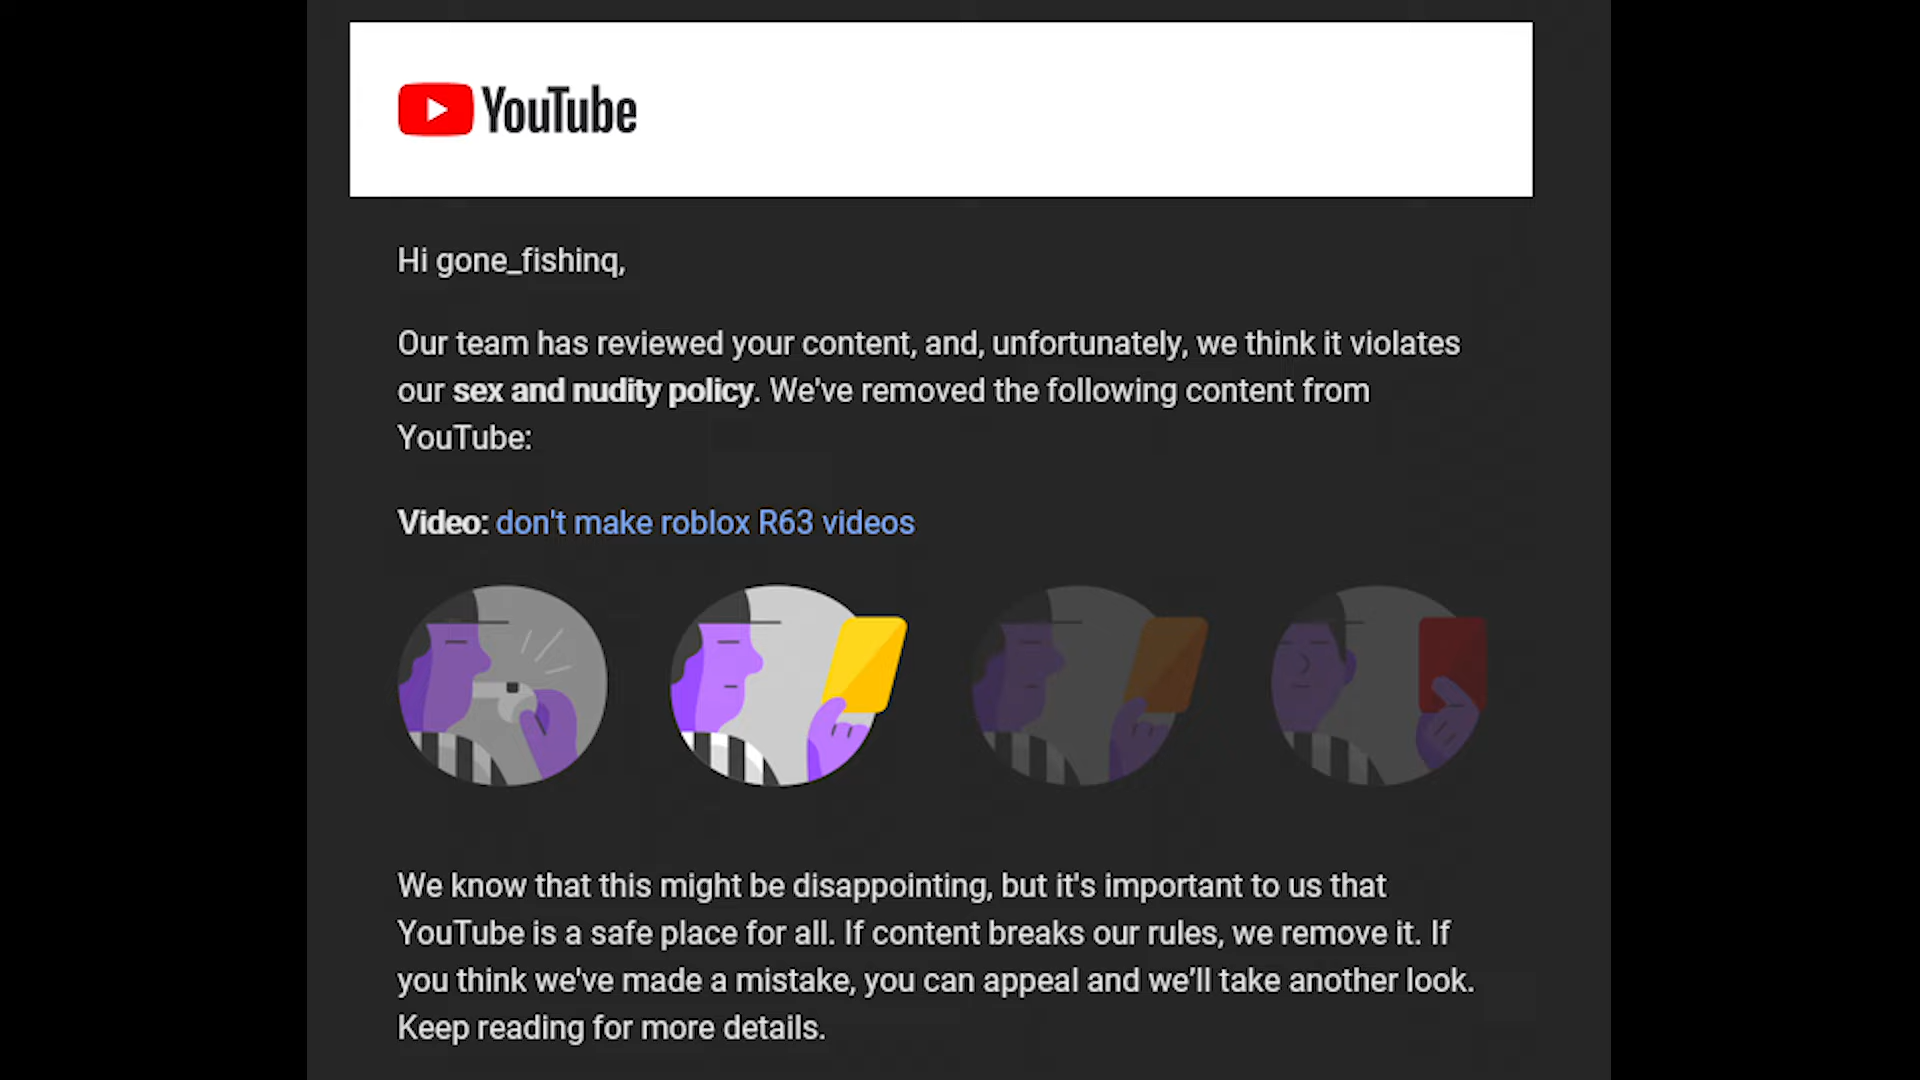 YouTube
Hi gone_fishinq,
Our team has reviewed your content, and, unfortunately, we think it violates
our sex and nudity policy. We've removed the following content from
YouTube:
Video: don't make roblox R63 videos
We know that this might be disappointing, but it's important to us that
YouTube is a safe place for all. If content breaks our rules, we remove it. If
you think we've made a mistake, you can appeal and we’ll take another look.
Keep reading for more details.